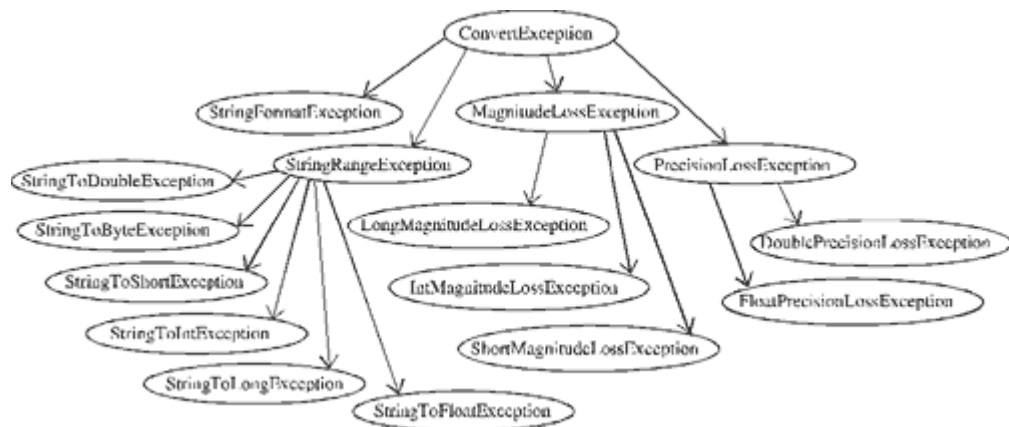 ConvertException
StringFormatException
MagnitudeLossException
StringRangeException
PrecisionLossException
StringToDoubleException
LongMagnitudeLossException
StringToByteException
DoublePrecisionLossException
StringToShortException
IntMagnitudeLossException
FloatPrecisionLossException
StringToIntException
ShortMagnitudeLossException
StringToLongException
StringToFloatException